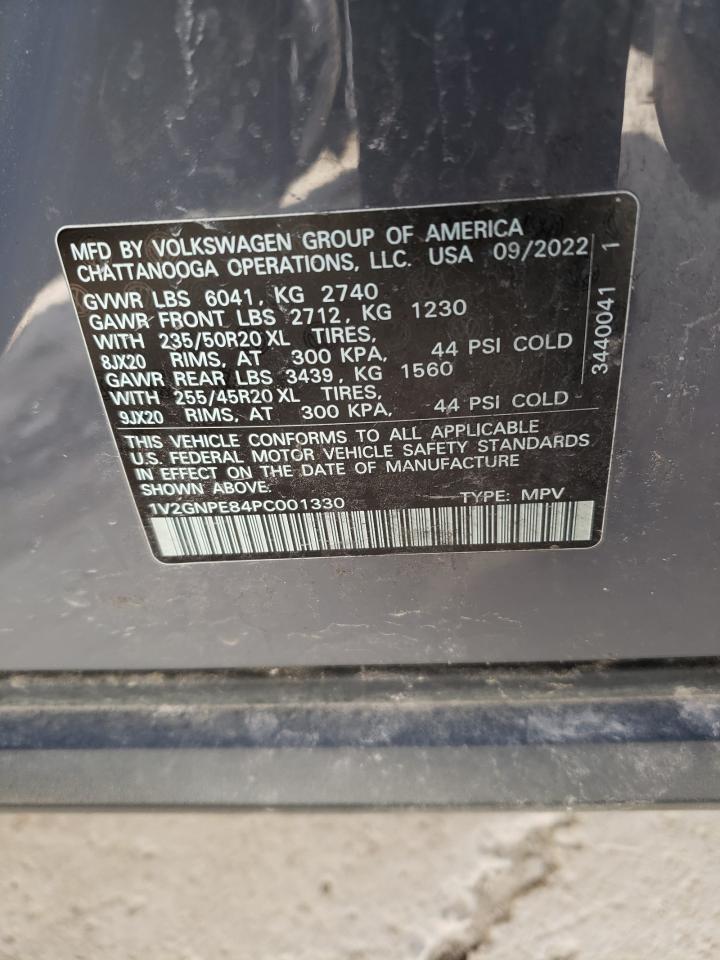 MFD BY VOLKSWAGEN GROUP OF AMERICA
CHATTANOOGA OPERATIONS, LLC. USA 09/2022
GVWR LBS 6041, KG 2740
GAWR FRONT LBS 2712, KG 1230
WITH 235/50R20 XL TIRES,
8JX20 RIMS, AT 300 KPA, 44 PSI COLD
GAWR REAR LBS 3439, KG 1560
WITH 255/45R20 XL TIRES,
9JX20 RIMS, AT 300 KPA, 44 PSI COLD
THIS VEHICLE CONFORMS TO ALL APPLICABLE
U.S. FEDERAL MOTOR VEHICLE SAFETY STANDARDS
IN EFFECT ON THE DATE OF MANUFACTURE
SHOWN ABOVE. TYPE: MPV
1V2GNPE84PC001330
3440041 1